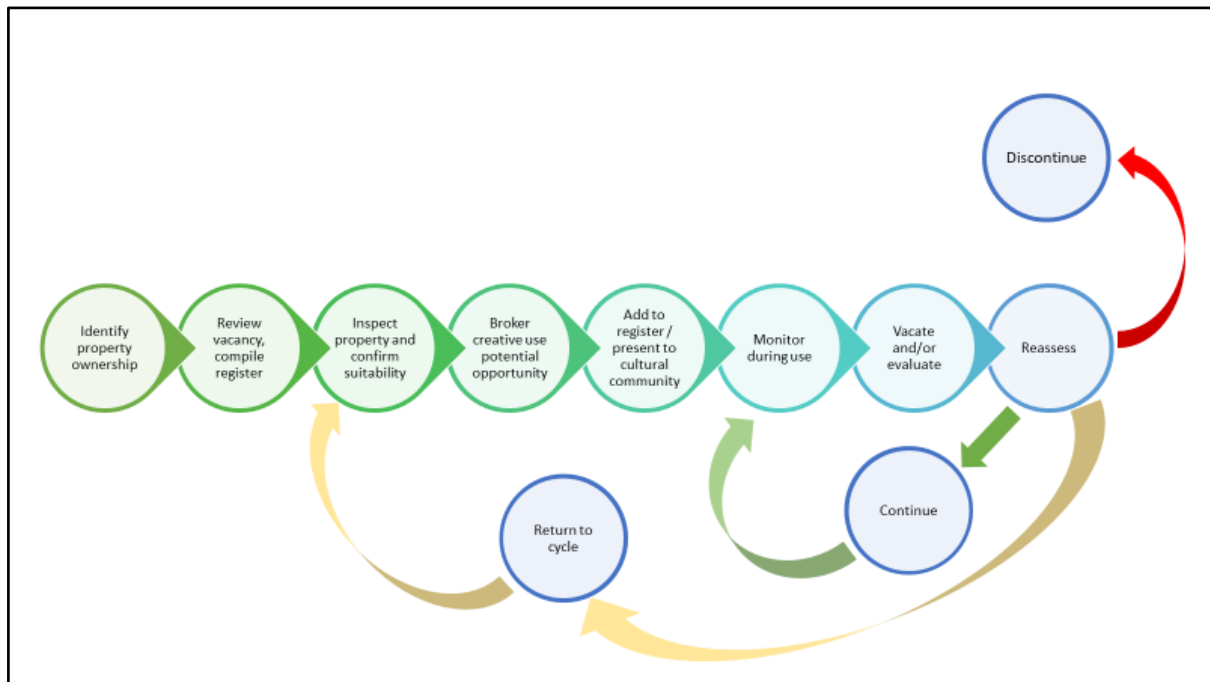 Discontinue
Identify
property
ownership
Review
vacancy,
compile
register
Inspect
property and
confirm
suitability
Broker
creative use
potential
opportunity
Add to
register /
present to
cultural
community
Monitor
during use
Vacate
and/or
evaluate
Reassess
Continue
Return to
cycle